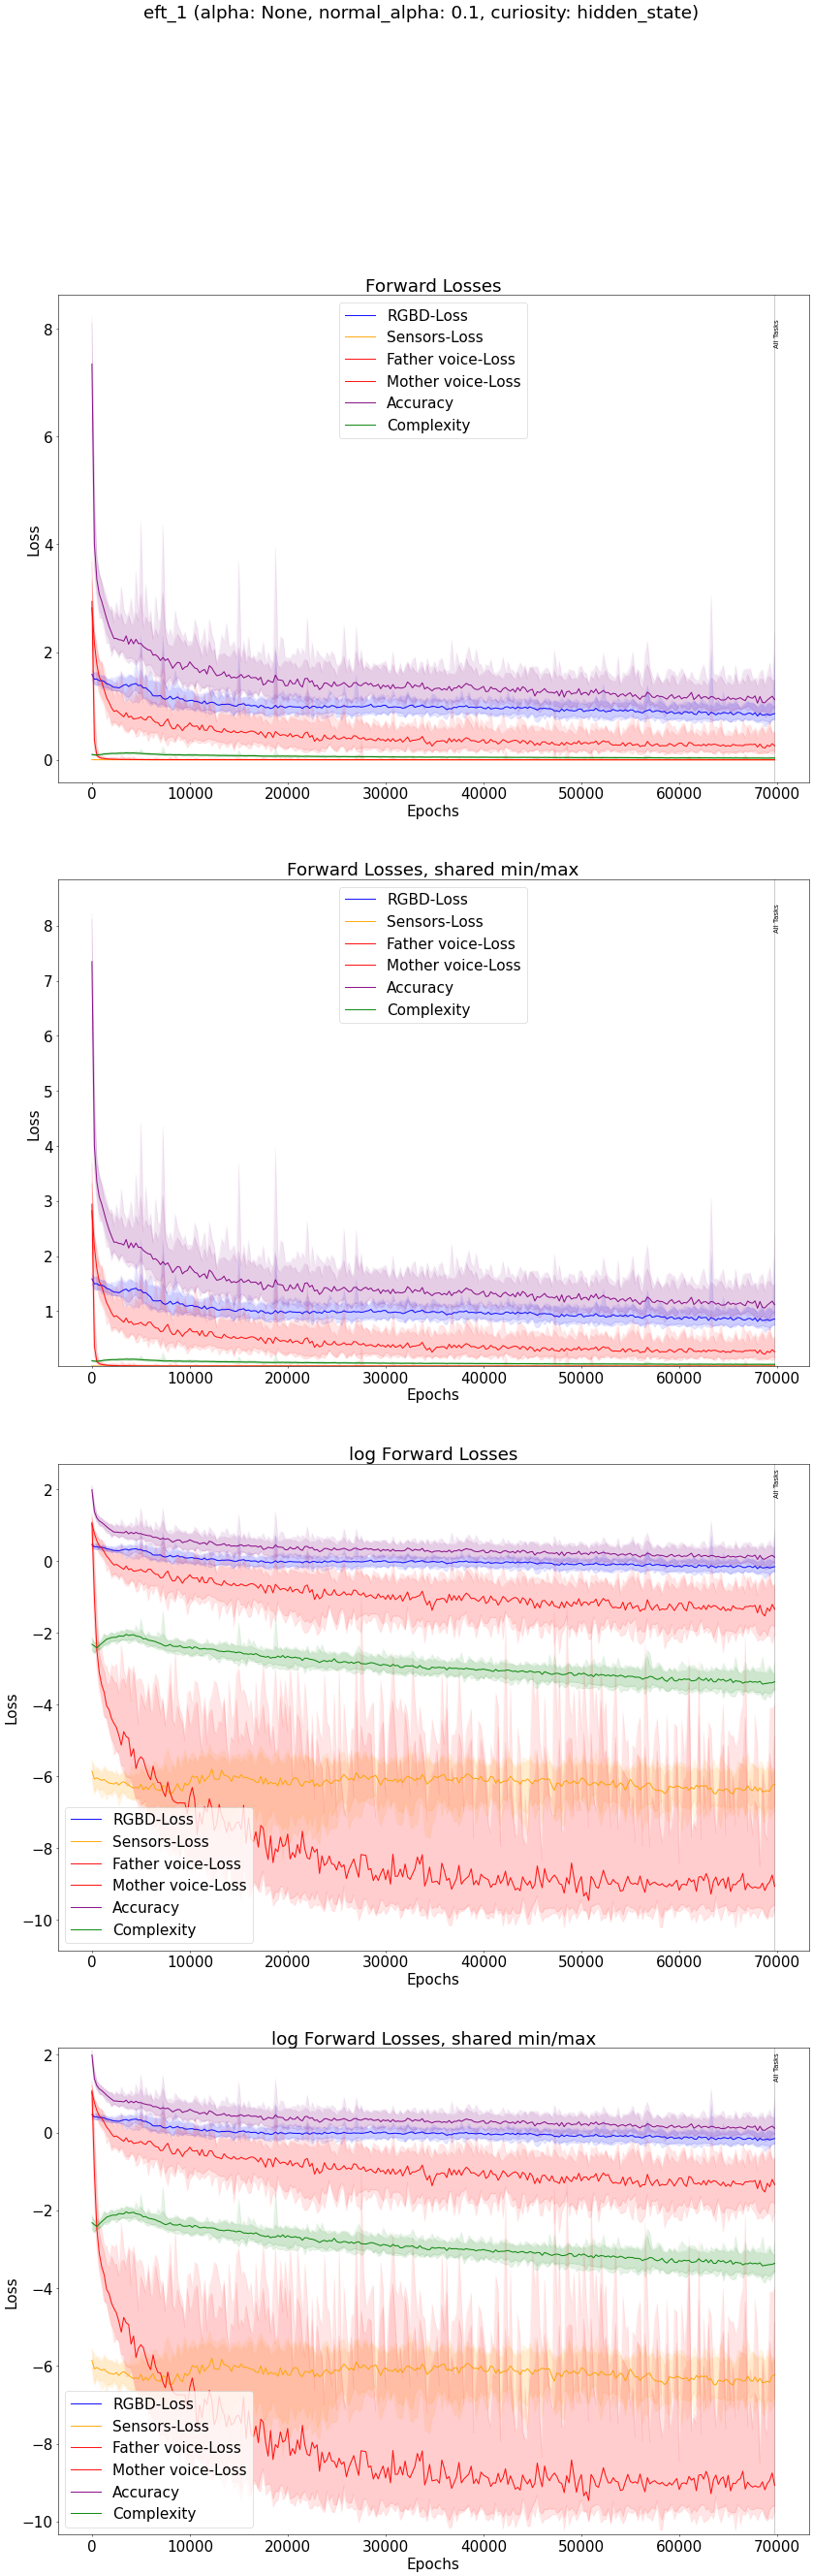 eft_1 (alpha: None, normal_alpha: 0.1, curiosity: hidden_state)
Forward Losses
RGBD-Loss
Sensors-Loss
Father voice-Loss
Mother voice-Loss
Accuracy
Complexity
All Tasks
8
6
4
2
0
Loss
0 10000 20000 30000 40000 50000 60000 70000
Epochs
Forward Losses, shared min/max
RGBD-Loss
Sensors-Loss
Father voice-Loss
Mother voice-Loss
Accuracy
Complexity
All Tasks
8
7
6
5
4
3
2
1
Loss
0 10000 20000 30000 40000 50000 60000 70000
Epochs
log Forward Losses
All Tasks
2
0
−2
−4
−6
−8
−10
Loss
RGBD-Loss
Sensors-Loss
Father voice-Loss
Mother voice-Loss
Accuracy
Complexity
0 10000 20000 30000 40000 50000 60000 70000
Epochs
log Forward Losses, shared min/max
All Tasks
2
0
−2
−4
−6
−8
−10
Loss
RGBD-Loss
Sensors-Loss
Father voice-Loss
Mother voice-Loss
Accuracy
Complexity
0 10000 20000 30000 40000 50000 60000 70000
Epochs